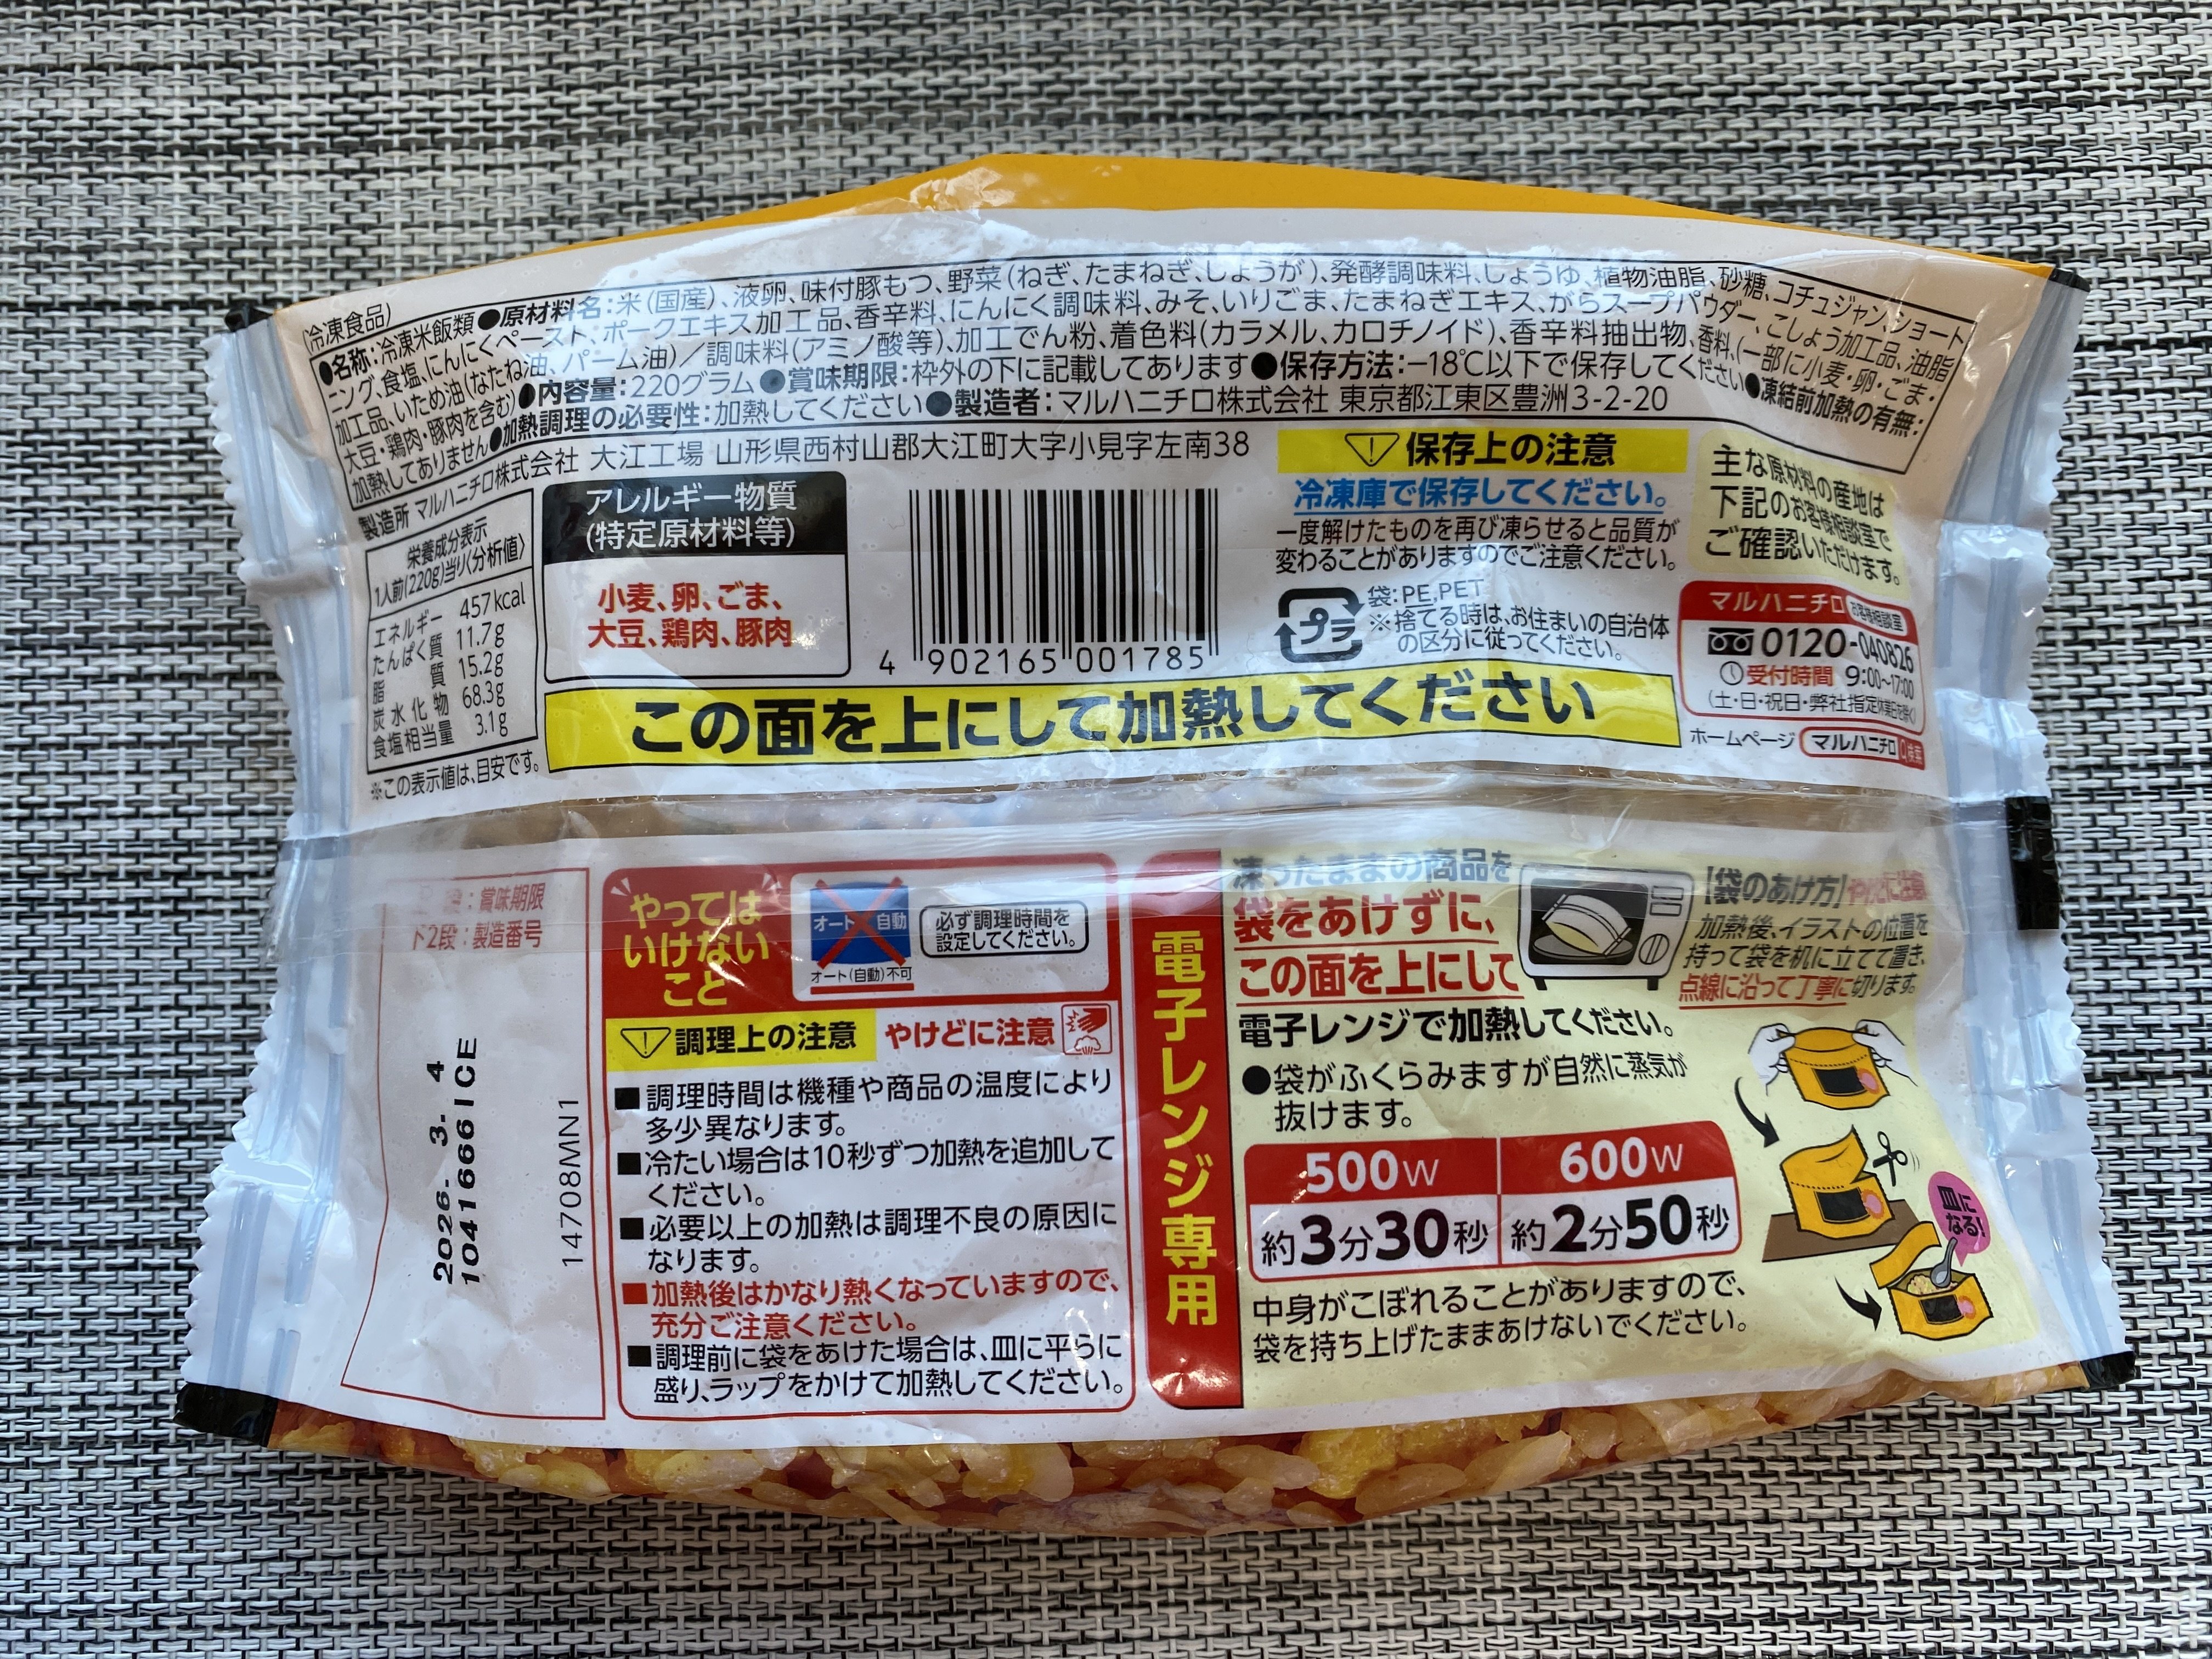 (冷凍食品)
●名称:冷凍米飯類●原材料名:米(国産)、液卵、味付豚もつ、野菜(ねぎ、たまねぎ、しょうが)、発酵調味料、しょうゆ、植物油脂、砂糖、コチュジャン、ショート
ニング、食塩、にんにくペースト、ポークエキス加工品、香辛料、にんにく調味料、みそ、いりごま、たまねぎエキス、がらスープパウダー、こしょう加工品、油脂
加工品、いため油(なたね油、パーム油)/調味料(アミノ酸等)、加工でん粉、着色料(カラメル、カロチノイド)、香辛料抽出物、香料、(一部に小麦・卵・ごま・
大豆・鶏肉・豚肉を含む)●内容量:220グラム●賞味期限:枠外の下に記載してあります●保存方法:−18℃以下で保存してください●凍結前加熱の有無:
加熱してありません●加熱調理の必要性:加熱してください●製造者:マルハニチロ株式会社 東京都江東区豊洲3-2-20
製造所 マルハニチロ株式会社 大江工場 山形県西村山郡大江町大字小見字左南38
栄養成分表示
1人前(220g)当り〈分析値〉
エネルギー 457kcal
たんぱく質 11.7g
脂質 15.2g
炭水化物 68.3g
食塩相当量 3.1g
※この表示値は、目安です。
アレルギー物質
(特定原材料等)
小麦、卵、ごま、
大豆、鶏肉、豚肉
4 902165 001785
保存上の注意
冷凍庫で保存してください。
一度解けたものを再び凍らせると品質が
変わることがありますのでご注意ください。
プラ
袋:PE,PET
※捨てる時は、お住まいの自治体
の区分に従ってください。
主な原材料の産地は
下記のお客様相談室で
ご確認いただけます。
マルハニチロ お客様相談室
0120-040826
受付時間 9:00~17:00
(土・日・祝日・弊社指定休業日を除く)
ホームページ マルハニチロ 検索
この面を上にして加熱してください
:賞味期限
下2段:製造番号
2026. 3. 4
1041666ICE
14708MN1
やっては
いけない
こと
オート 自動
オート(自動)不可
必ず調理時間を
設定してください。
調理上の注意 やけどに注意
■調理時間は機種や商品の温度により
多少異なります。
■冷たい場合は10秒ずつ加熱を追加して
ください。
■必要以上の加熱は調理不良の原因に
なります。
■加熱後はかなり熱くなっていますので、
充分ご注意ください。
■調理前に袋をあけた場合は、皿に平らに
盛り、ラップをかけて加熱してください。
電子レンジ専用
凍ったままの商品を
袋をあけずに、
この面を上にして
電子レンジで加熱してください。
●袋がふくらみますが自然に蒸気が
抜けます。
500W 600W
約3分30秒 約2分50秒
中身がこぼれることがありますので、
袋を持ち上げたままあけないでください。
【袋のあけ方】やけどに注意
加熱後、イラストの位置を
持って袋を机に立てて置き、
点線に沿って丁寧に切ります。
皿に
なる!